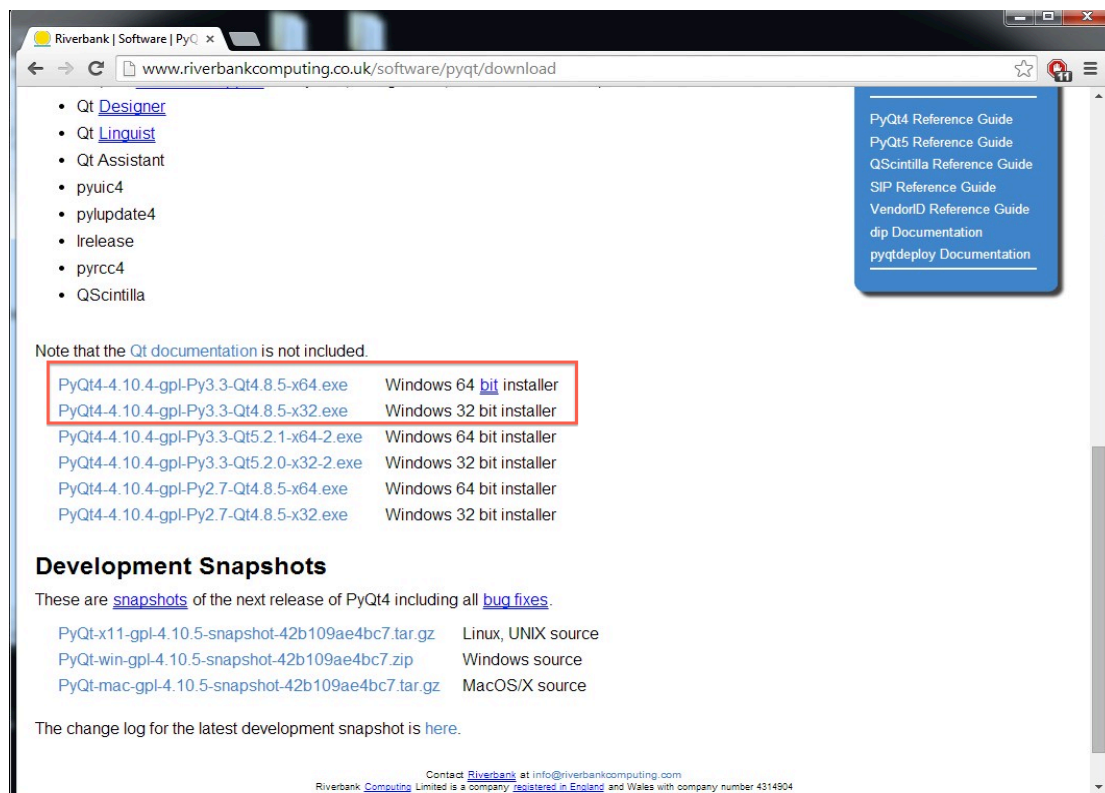 Riverbank | Software | PyQ
www.riverbankcomputing.co.uk/software/pyqt/download
11
• Qt Designer
• Qt Linguist
• Qt Assistant
• pyuic4
• pylupdate4
• lrelease
• pyrcc4
• QScintilla
PyQt4 Reference Guide
PyQt5 Reference Guide
QScintilla Reference Guide
SIP Reference Guide
VendorID Reference Guide
dip Documentation
pyqtdeploy Documentation
Note that the Qt documentation is not included.
PyQt4-4.10.4-gpl-Py3.3-Qt4.8.5-x64.exe Windows 64 bit installer
PyQt4-4.10.4-gpl-Py3.3-Qt4.8.5-x32.exe Windows 32 bit installer
PyQt4-4.10.4-gpl-Py3.3-Qt5.2.1-x64-2.exe Windows 64 bit installer
PyQt4-4.10.4-gpl-Py3.3-Qt5.2.0-x32-2.exe Windows 32 bit installer
PyQt4-4.10.4-gpl-Py2.7-Qt4.8.5-x64.exe Windows 64 bit installer
PyQt4-4.10.4-gpl-Py2.7-Qt4.8.5-x32.exe Windows 32 bit installer
Development Snapshots
These are snapshots of the next release of PyQt4 including all bug fixes.
PyQt-x11-gpl-4.10.5-snapshot-42b109ae4bc7.tar.gz Linux, UNIX source
PyQt-win-gpl-4.10.5-snapshot-42b109ae4bc7.zip Windows source
PyQt-mac-gpl-4.10.5-snapshot-42b109ae4bc7.tar.gz MacOS/X source
The change log for the latest development snapshot is here.
Contact Riverbank at info@riverbankcomputing.com
Riverbank Computing Limited is a company registered in England and Wales with company number 4314904